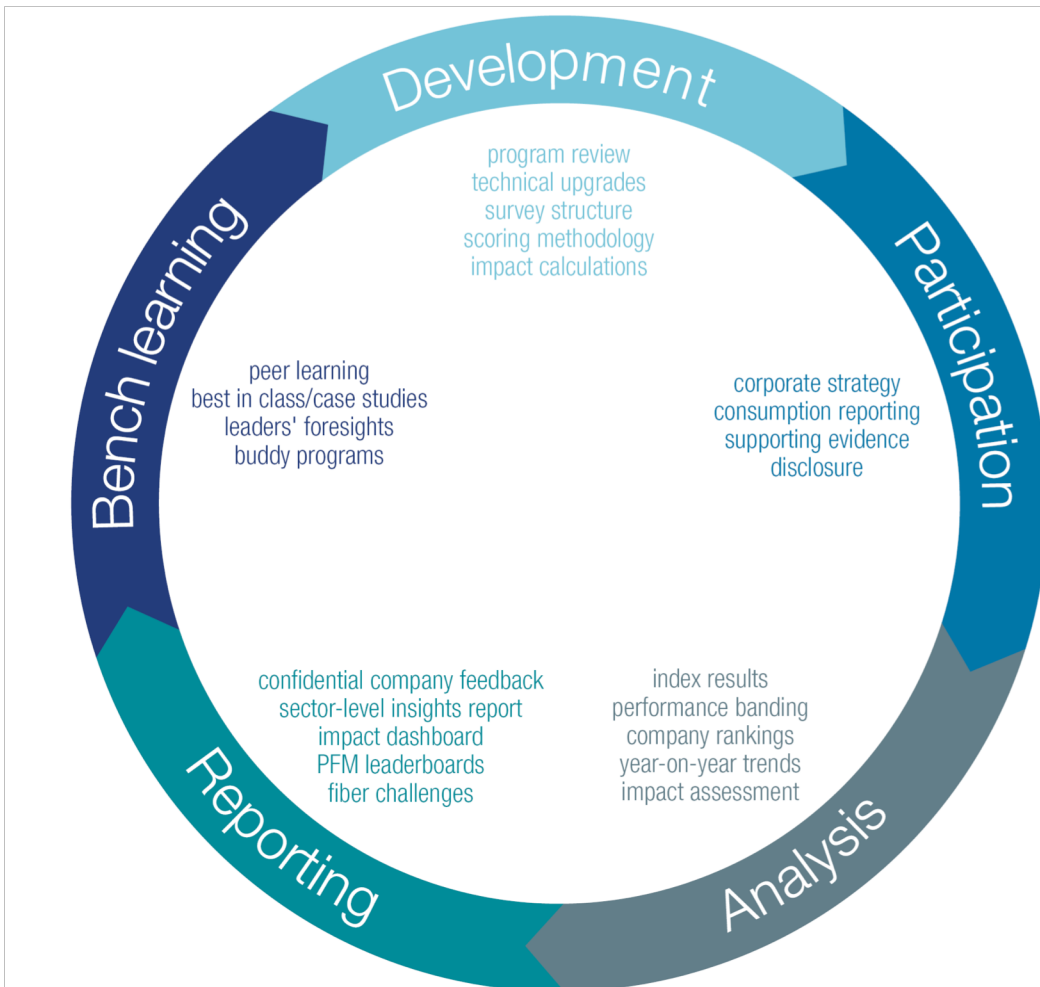 Development
program review
technical upgrades
survey structure
scoring methodology
impact calculations
Participation
corporate strategy
consumption reporting
supporting evidence
disclosure
Analysis
index results
performance banding
company rankings
year-on-year trends
impact assessment
Reporting
confidential company feedback
sector-level insights report
impact dashboard
PFM leaderboards
fiber challenges
Bench learning
peer learning
best in class/case studies
leaders' foresights
buddy programs